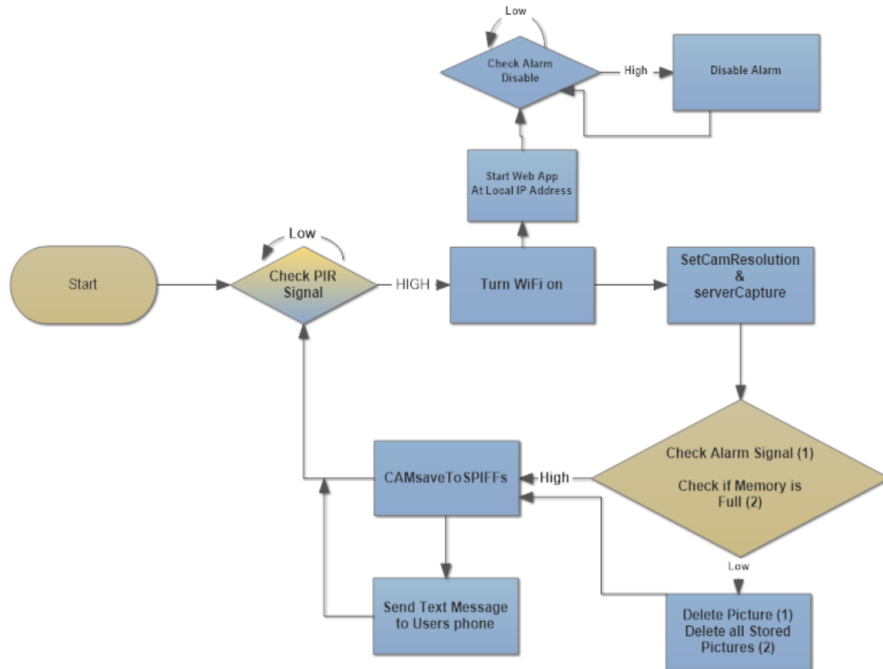 Low
Check Alarm
Disable
High
Disable Alarm
Start Web App
At Local IP Address
Low
Start
Check PIR
Signal
HIGH
Turn WiFi on
SetCamResolution
&
serverCapture
Check Alarm Signal (1)
Check if Memory is
Full (2)
High
CAMsaveToSPIFFs
Low
Send Text Message
to Users phone
Delete Picture (1)
Delete all Stored
Pictures (2)